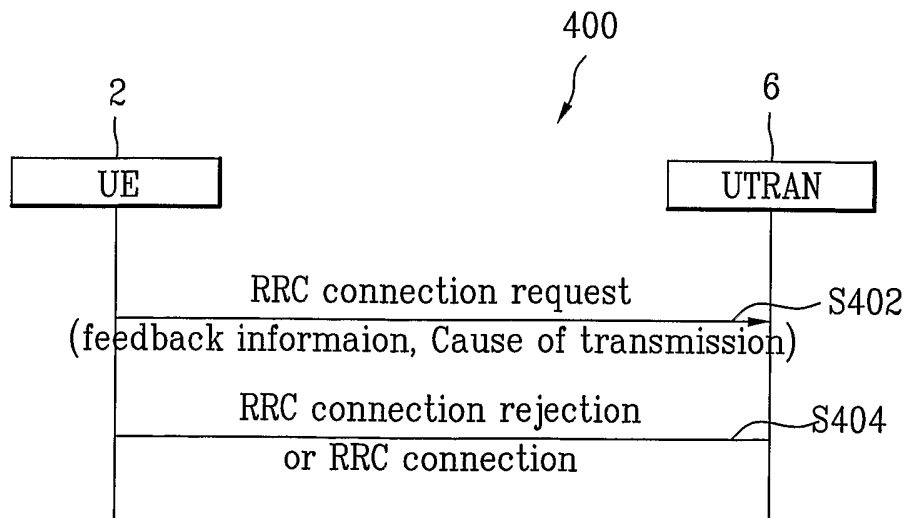 400
2
6
UE
UTRAN
RRC connection request
S402
(feedback informaion, Cause of transmission)
RRC connection rejection
S404
or RRC connection